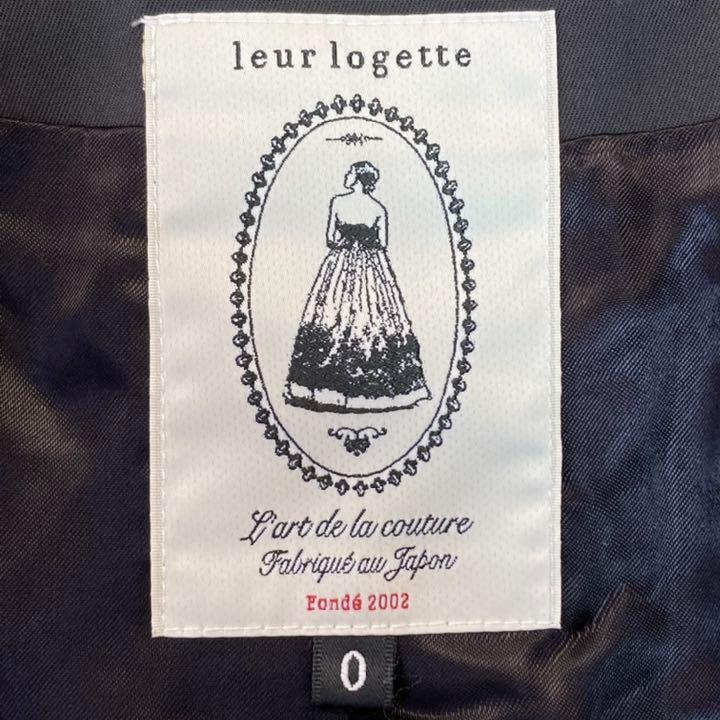 leur logette
L'art de la couture
Fabriqué au Japon
Fondé 2002
0